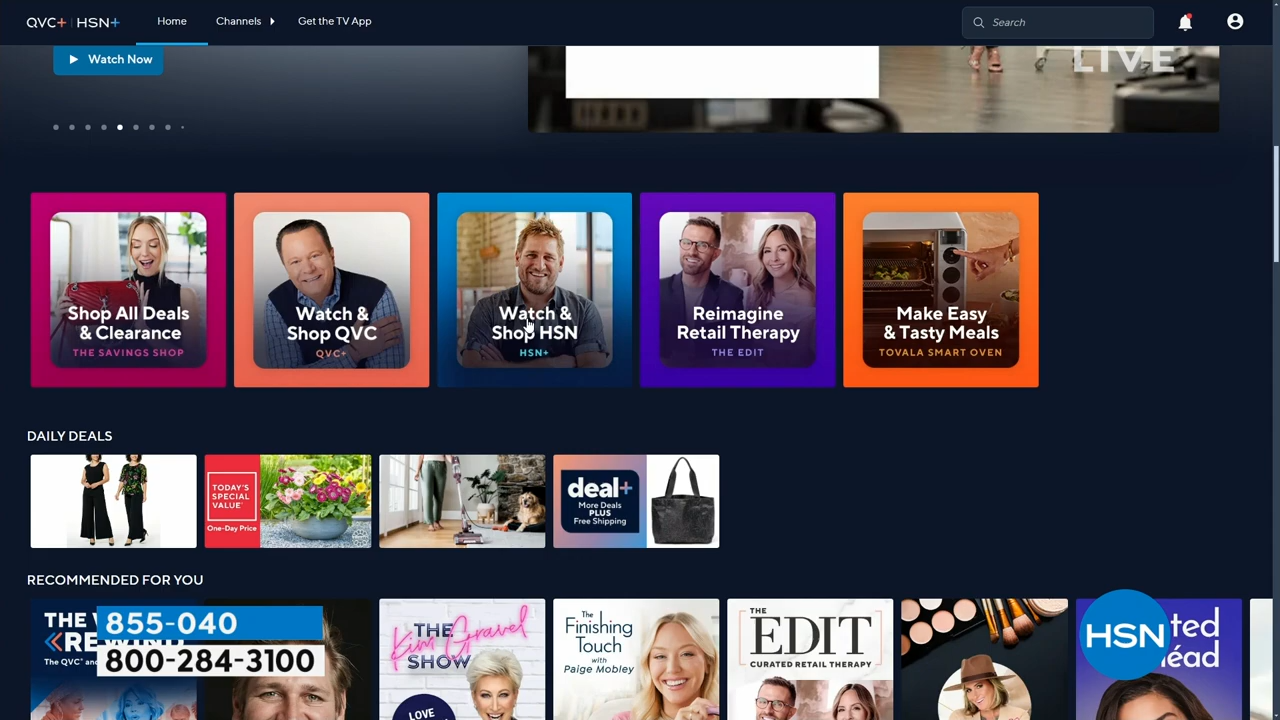 QVC+ | HSN+
Home
Channels
Get the TV App
Search
Watch Now
LIVE
Shop All Deals
& Clearance
THE SAVINGS SHOP
Watch &
Shop QVC
QVC+
Watch &
Shop HSN
HSN+
Reimagine
Retail Therapy
THE EDIT
Make Easy
& Tasty Meals
TOVALA SMART OVEN
DAILY DEALS
TODAY'S
SPECIAL
VALUE
One-Day Price
deal+
More Deals
PLUS
Free Shipping
RECOMMENDED FOR YOU
THE
The QVC+
855-040
800-284-3100
THE
Kim Gravel
SHOW
LOVE
The
Finishing
Touch
with
Paige Mobley
THE
EDIT
CURATED RETAIL THERAPY
HSN